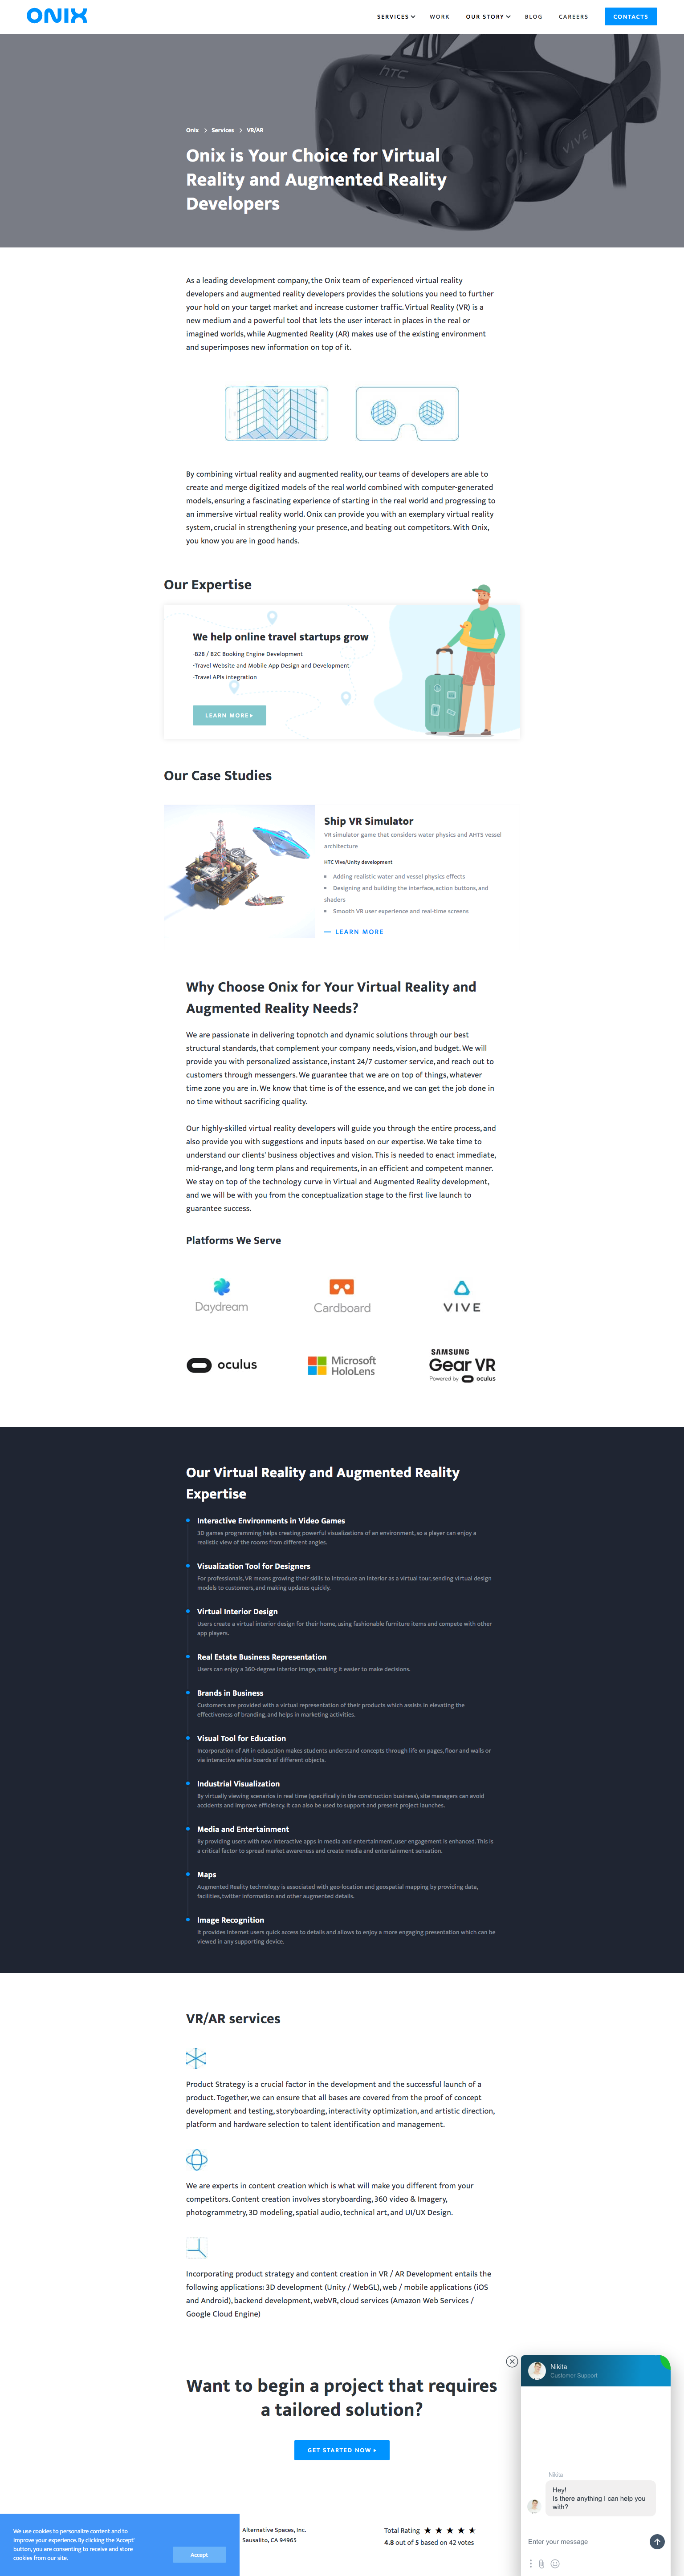 ONIX
SERVICES
WORK
OUR STORY
BLOG
CAREERS
CONTACTS
HTC
VIVE
Onix > Services > VR/AR
Onix is Your Choice for Virtual
Reality and Augmented Reality
Developers
As a leading development company, the Onix team of experienced virtual reality
developers and augmented reality developers provides the solutions you need to further
your hold on your target market and increase customer traffic. Virtual Reality (VR) is a
new medium and a powerful tool that lets the user interact in places in the real or
imagined worlds, while Augmented Reality (AR) makes use of the existing environment
and superimposes new information on top of it.
By combining virtual reality and augmented reality, our teams of developers are able to
create and merge digitized models of the real world combined with computer-generated
models, ensuring a fascinating experience of starting in the real world and progressing to
an immersive virtual reality world. Onix can provide you with an exemplary virtual reality
system, crucial in strengthening your presence, and beating out competitors. With Onix,
you know you are in good hands.
Our Expertise
We help online travel startups grow
·B2B / B2C Booking Engine Development
·Travel Website and Mobile App Design and Development
·Travel APIs integration
LEARN MORE
Our Case Studies
Ship VR Simulator
VR simulator game that considers water physics and AHTS vessel
architecture
HTC Vive/Unity development
• Adding realistic water and vessel physics effects
• Designing and building the interface, action buttons, and
shaders
• Smooth VR user experience and real-time screens
— LEARN MORE
Why Choose Onix for Your Virtual Reality and
Augmented Reality Needs?
We are passionate in delivering topnotch and dynamic solutions through our best
structural standards, that complement your company needs, vision, and budget. We will
provide you with personalized assistance, instant 24/7 customer service, and reach out to
customers through messengers. We guarantee that we are on top of things, whatever
time zone you are in. We know that time is of the essence, and we can get the job done in
no time without sacrificing quality.
Our highly-skilled virtual reality developers will guide you through the entire process, and
also provide you with suggestions and inputs based on our expertise. We take time to
understand our clients' business objectives and vision. This is needed to enact immediate,
mid-range, and long term plans and requirements, in an efficient and competent manner.
We stay on top of the technology curve in Virtual and Augmented Reality development,
and we will be with you from the conceptualization stage to the first live launch to
guarantee success.
Platforms We Serve
Daydream
Cardboard
VIVE
oculus
Microsoft
HoloLens
SAMSUNG
Gear VR
Powered by oculus
Our Virtual Reality and Augmented Reality
Expertise
Interactive Environments in Video Games
3D games programming helps creating powerful visualizations of an environment, so a player can enjoy a
realistic view of the rooms from different angles.
Visualization Tool for Designers
For professionals, VR means growing their skills to introduce an interior as a virtual tour, sending virtual design
models to customers, and making updates quickly.
Virtual Interior Design
Users create a virtual interior design for their home, using fashionable furniture items and compete with other
app players.
Real Estate Business Representation
Users can enjoy a 360-degree interior image, making it easier to make decisions.
Brands in Business
Customers are provided with a virtual representation of their products which assists in elevating the
effectiveness of branding, and helps in marketing activities.
Visual Tool for Education
Incorporation of AR in education makes students understand concepts through life on pages, floor and walls or
via interactive white boards of different objects.
Industrial Visualization
By virtually viewing scenarios in real time (specifically in the construction business), site managers can avoid
accidents and improve efficiency. It can also be used to support and present project launches.
Media and Entertainment
By providing users with new interactive apps in media and entertainment, user engagement is enhanced. This is
a critical factor to spread market awareness and create media and entertainment sensation.
Maps
Augmented Reality technology is associated with geo-location and geospatial mapping by providing data,
facilities, twitter information and other augmented details.
Image Recognition
It provides Internet users quick access to details and allows to enjoy a more engaging presentation which can be
viewed in any supporting device.
VR/AR services
Product Strategy is a crucial factor in the development and the successful launch of a
product. Together, we can ensure that all bases are covered from the proof of concept
development and testing, storyboarding, interactivity optimization, and artistic direction,
platform and hardware selection to talent identification and management.
We are experts in content creation which is what will make you different from your
competitors. Content creation involves storyboarding, 360 video & Imagery,
photogrammetry, 3D modeling, spatial audio, technical art, and UI/UX Design.
Incorporating product strategy and content creation in VR / AR Development entails the
following applications: 3D development (Unity / WebGL), web / mobile applications (iOS
and Android), backend development, webVR, cloud services (Amazon Web Services /
Google Cloud Engine)
Want to begin a project that requires
a tailored solution?
GET STARTED NOW
Nikita
Customer Support
Nikita
Hey!
Is there anything I can help you
with?
Enter your message
We use cookies to personalize content and to
improve your experience. By clicking the 'Accept'
button, you are consenting to receive and store
cookies from our site.
Accept
Alternative Spaces, Inc.
Sausalito, CA 94965
Total Rating
4.8 out of 5 based on 42 votes